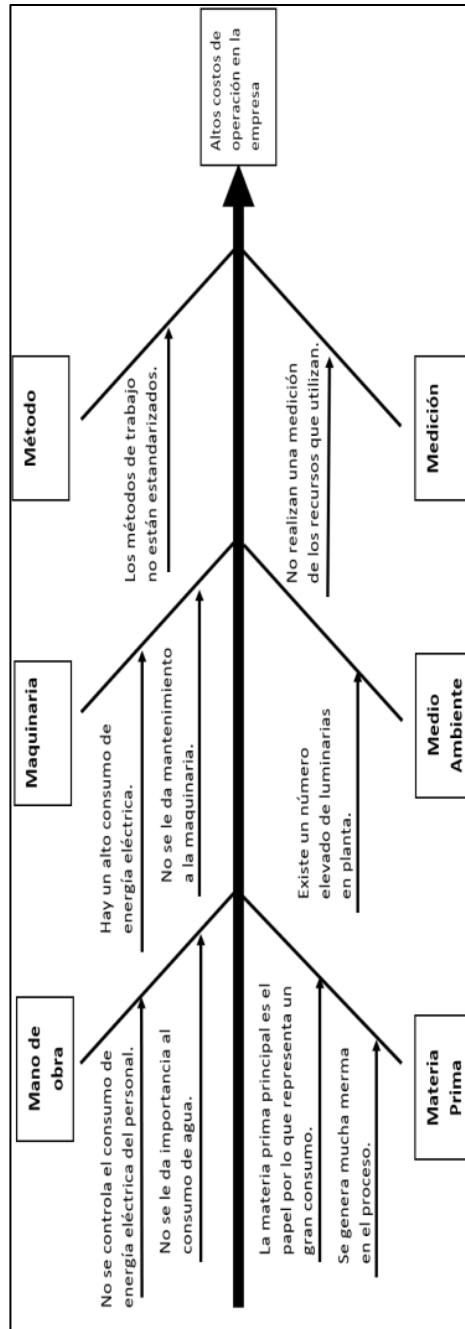 Mano de
obra
Maquinaria
Método
No se controla el consumo de
energía eléctrica del personal.
No se le da importancia al
consumo de agua.
Hay un alto consumo de
energía eléctrica.
No se le da mantenimiento
a la maquinaria.
Los métodos de trabajo
no están estandarizados.
Altos costos de
operación en la
empresa
La materia prima principal es el
papel por lo que representa un
gran consumo.
Se genera mucha merma
en el proceso.
Existe un número
elevado de luminarias
en planta.
No realizan una medición
de los recursos que utilizan.
Materia
Prima
Medio
Ambiente
Medición